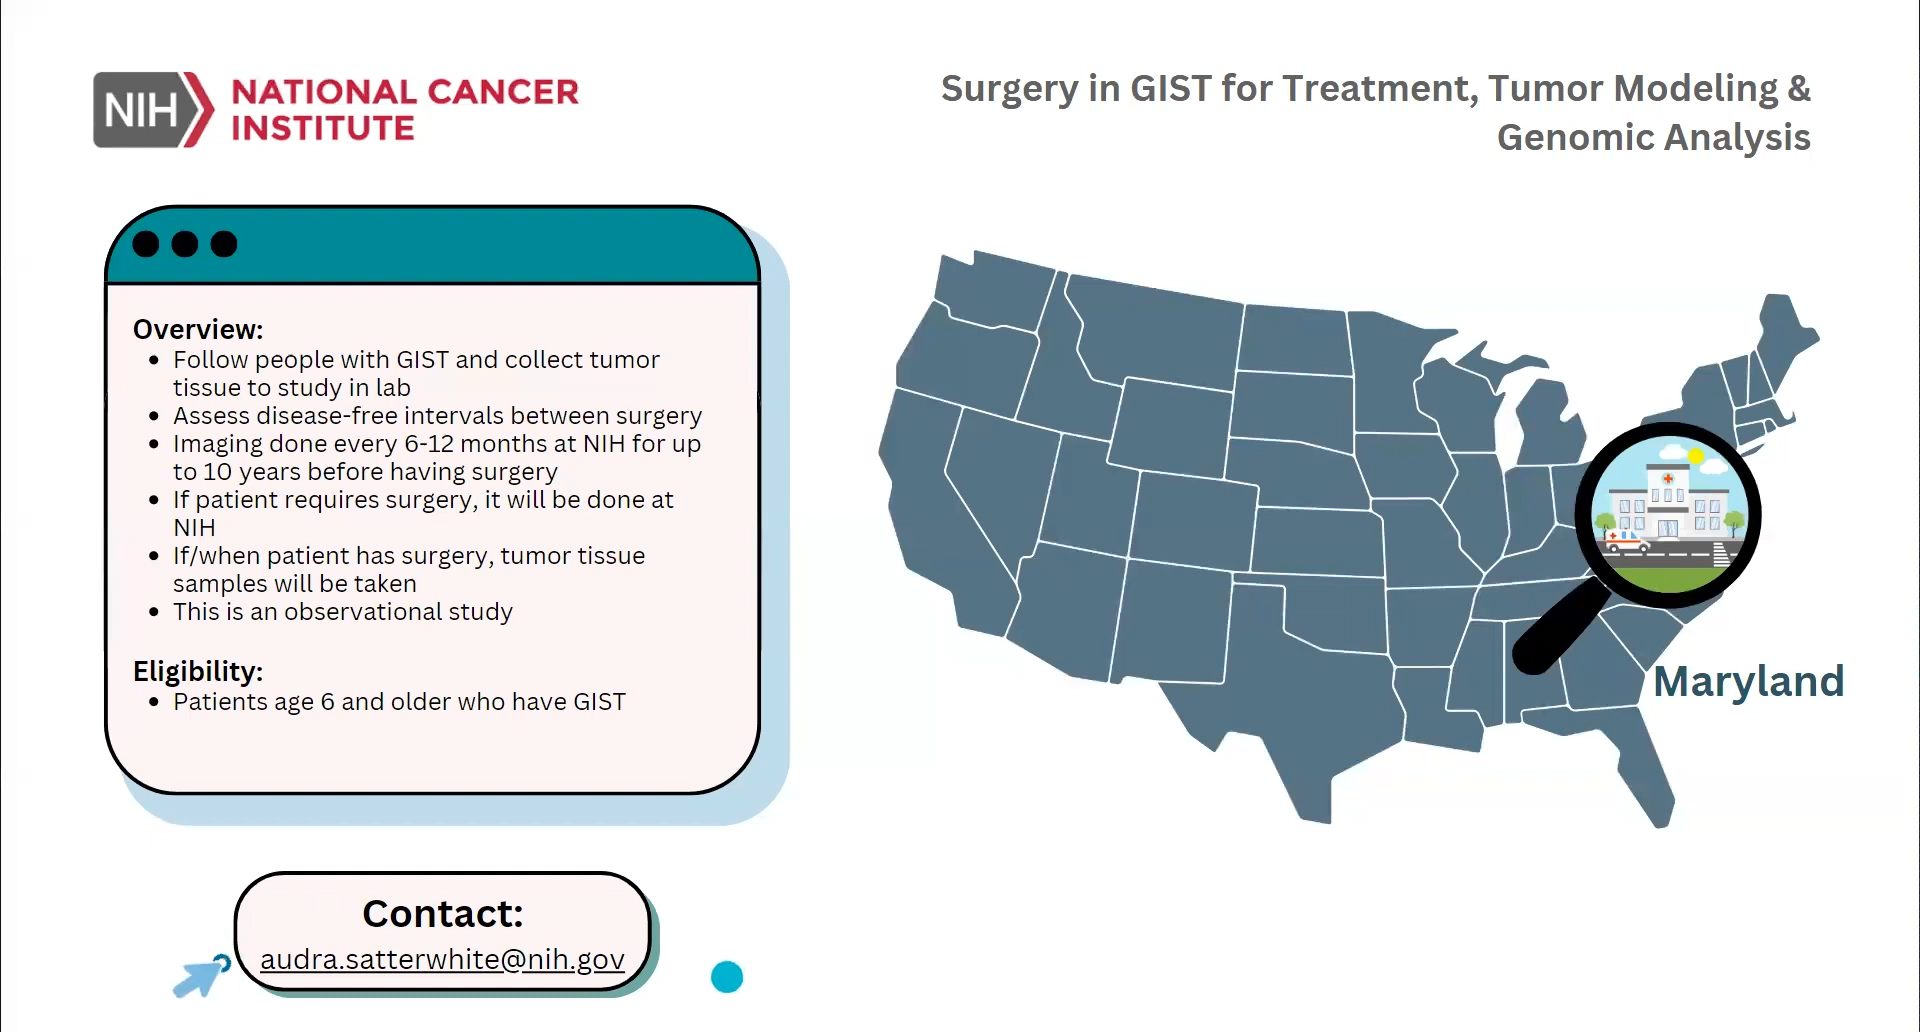 NIH NATIONAL CANCER
INSTITUTE
Surgery in GIST for Treatment, Tumor Modeling &
Genomic Analysis
Overview:
• Follow people with GIST and collect tumor
tissue to study in lab
• Assess disease-free intervals between surgery
• Imaging done every 6-12 months at NIH for up
to 10 years before having surgery
• If patient requires surgery, it will be done at
NIH
• If/when patient has surgery, tumor tissue
samples will be taken
• This is an observational study
Eligibility:
• Patients age 6 and older who have GIST
Maryland
Contact:
audra.satterwhite@nih.gov